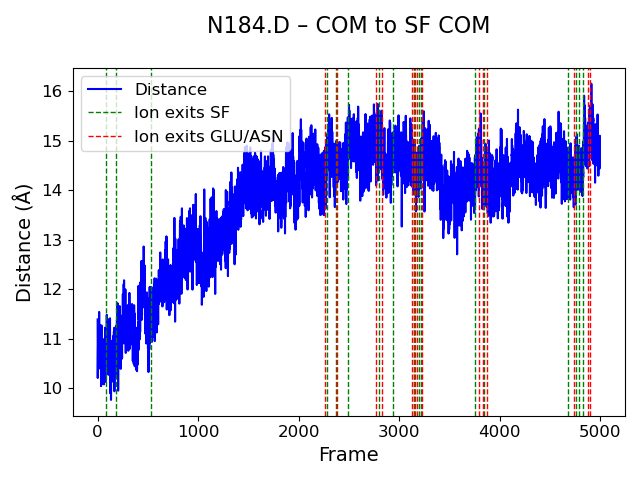 N184.D – COM to SF COM
Distance
Ion exits SF
Ion exits GLU/ASN
Distance (Å)
16
15
14
13
12
11
10
0 1000 2000 3000 4000 5000
Frame